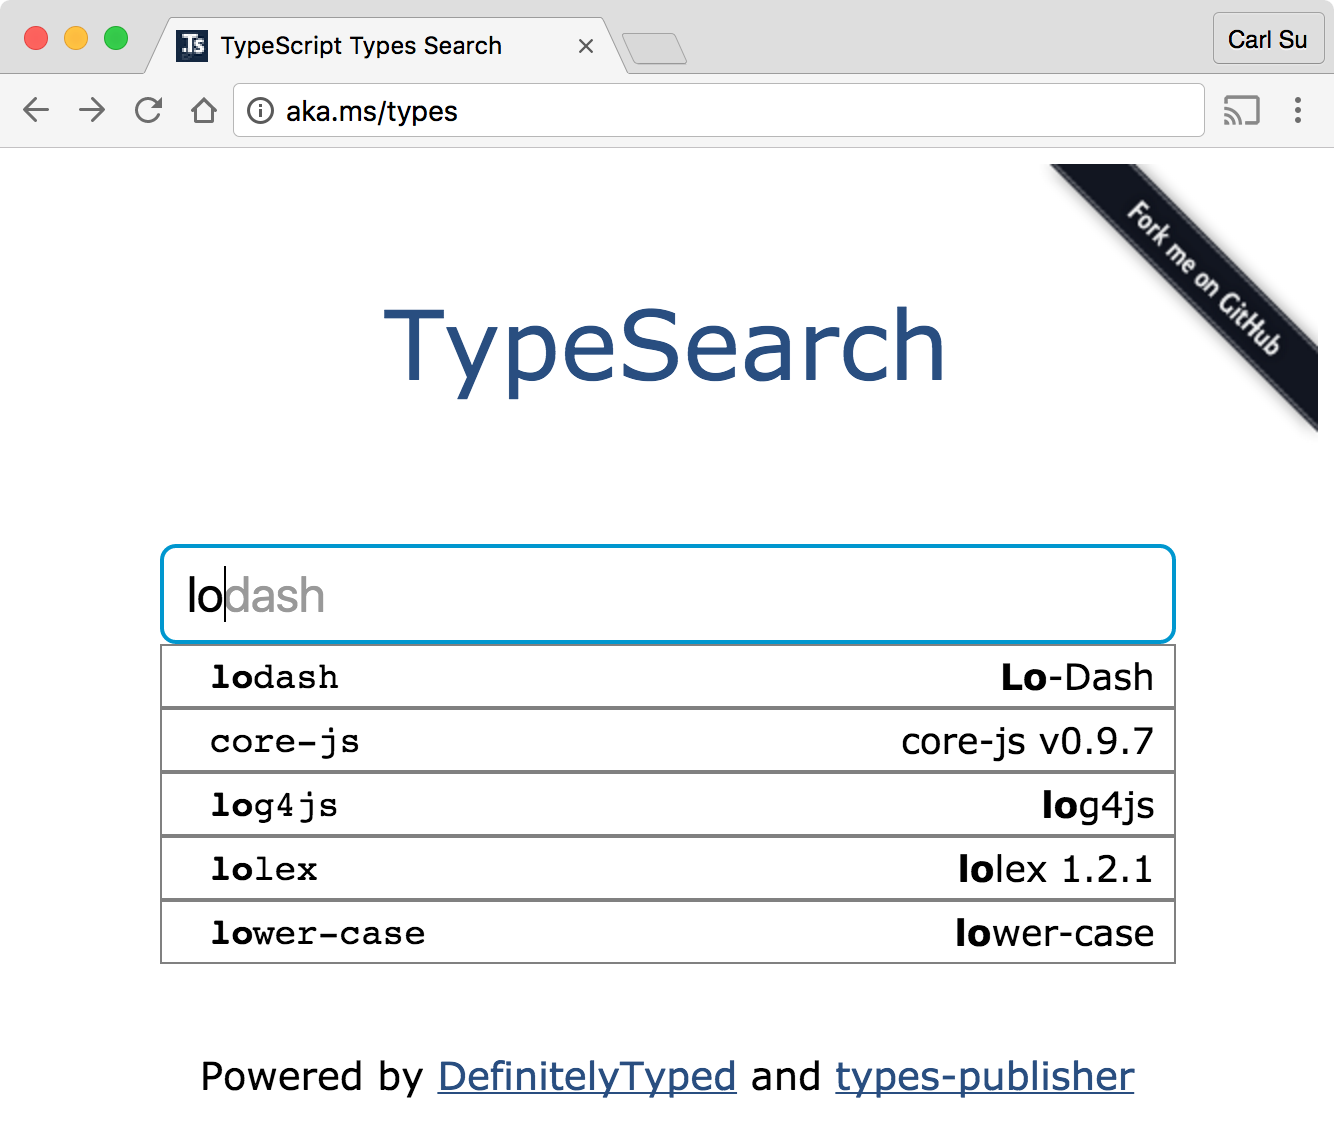 TypeScript Types Search
Carl Su
aka.ms/types
Fork me on GitHub
TypeSearch
lodash
lodash Lo-Dash
core-js core-js v0.9.7
log4js log4js
lolex lolex 1.2.1
lower-case lower-case
Powered by DefinitelyTyped and types-publisher